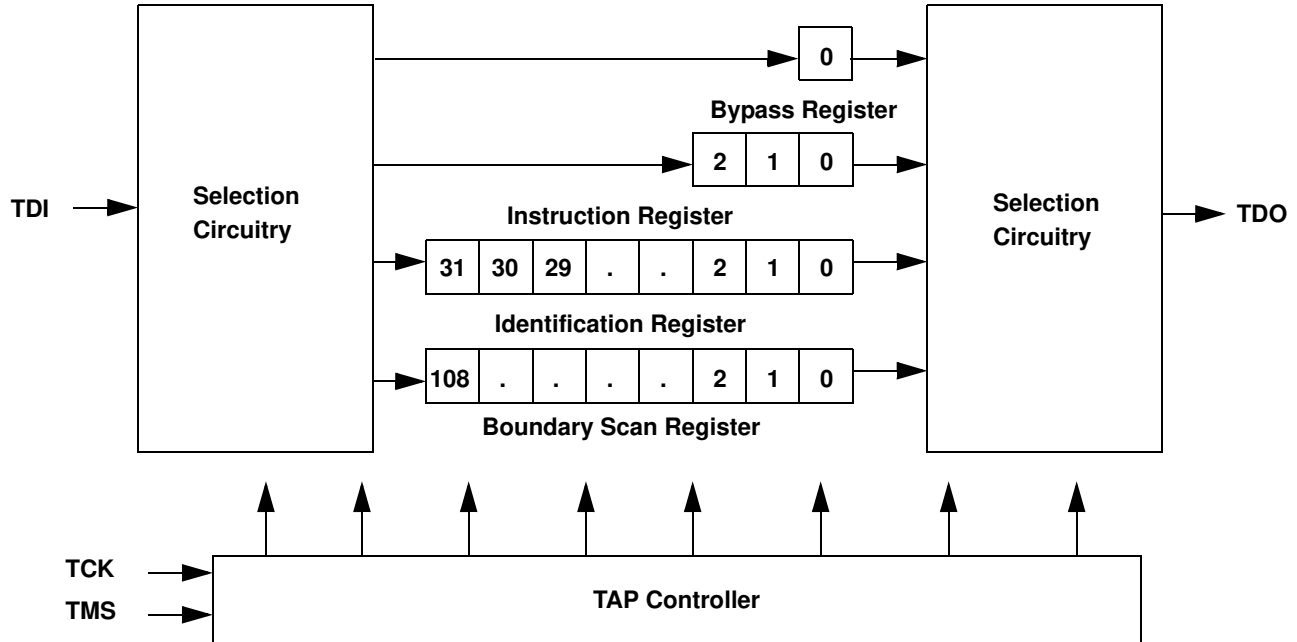 0
Bypass Register
2 1 0
Selection
Circuitry
Selection
Circuitry
TDI
TDO
Instruction Register
31 30 29 . . 2 1 0
Identification Register
108 . . . . 2 1 0
Boundary Scan Register
TCK
TMS
TAP Controller